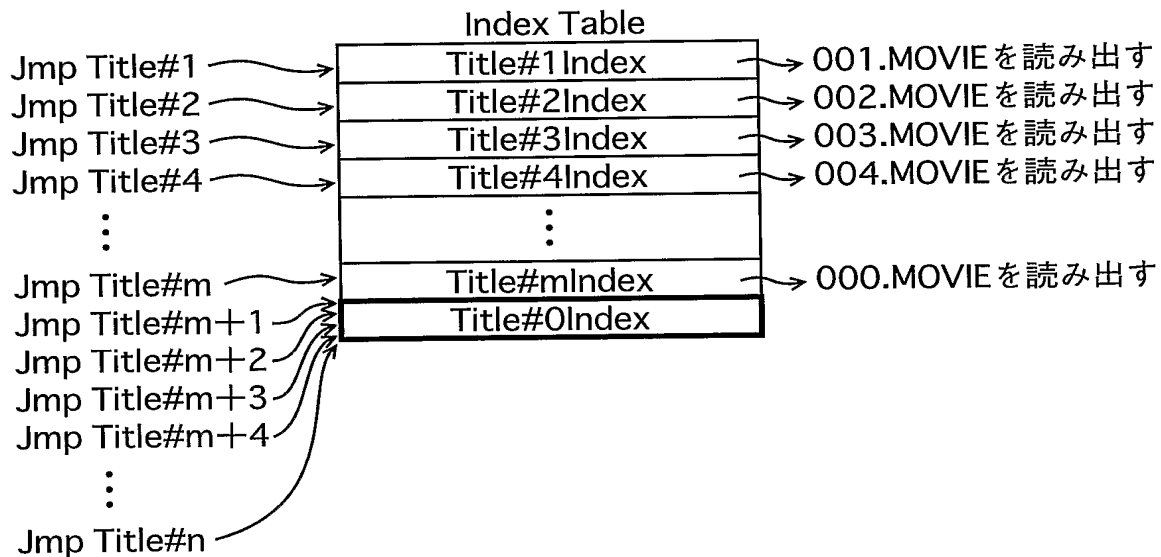 Index Table
Jmp Title#1 Title#1Index 001.MOVIEを読み出す
Jmp Title#2 Title#2Index 002.MOVIEを読み出す
Jmp Title#3 Title#3Index 003.MOVIEを読み出す
Jmp Title#4 Title#4Index 004.MOVIEを読み出す
⋮ ⋮
Jmp Title#m Title#mIndex 000.MOVIEを読み出す
Jmp Title#m+1 Title#0Index
Jmp Title#m+2
Jmp Title#m+3
Jmp Title#m+4
⋮
Jmp Title#n